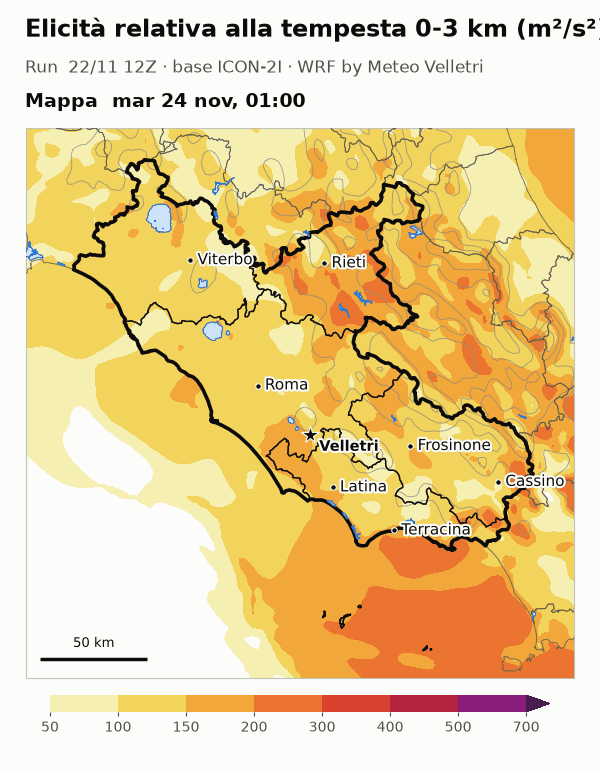 Elicità relativa alla tempesta 0-3 km (m²/s²)
Run  22/11 12Z · base ICON-2I · WRF by Meteo Velletri
Mappa  mar 24 nov, 01:00
Viterbo
Rieti
Roma
Velletri
Frosinone
Cassino
Latina
Terracina
50 km
50 100 150 200 300 400 500 700